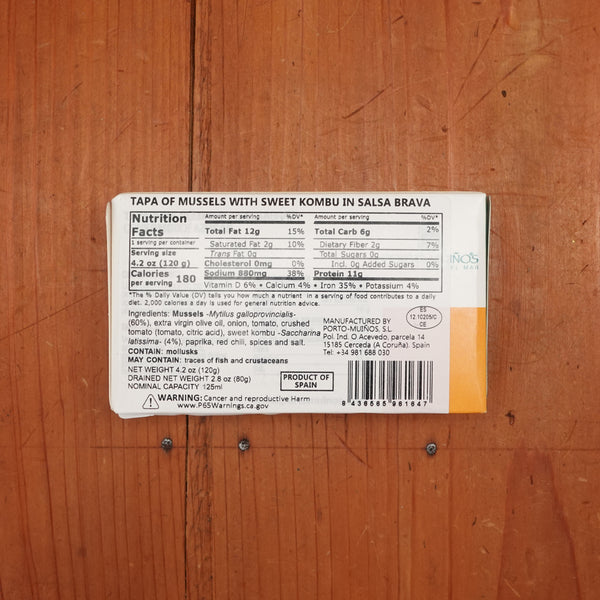 TAPA OF MUSSELS WITH SWEET KOMBU IN SALSA BRAVA
Nutrition
Facts
1 serving per container
Serving size
4.2 oz (120 g)
Calories
per serving 180
Amount per serving %DV*
Total Fat 12g 15%
Saturated Fat 2g 10%
Trans Fat 0g
Cholesterol 0mg 0%
Sodium 880mg 38%
Amount per serving %DV*
Total Carb 6g 2%
Dietary Fiber 2g 7%
Total Sugars 0g
Incl. 0g Added Sugars 0%
Protein 11g
Vitamin D 6% • Calcium 4% • Iron 35% • Potassium 4%
*The % Daily Value (DV) tells you how much a nutrient in a serving of food contributes to a daily
diet. 2,000 calories a day is used for general nutrition advice.
Ingredients: Mussels -Mytilus galloprovincialis-
(60%), extra virgin olive oil, onion, tomato, crushed
tomato (tomato, citric acid), sweet kombu -Saccharina
latissima- (4%), paprika, red chili, spices and salt.
CONTAIN: mollusks
MAY CONTAIN: traces of fish and crustaceans
NET WEIGHT 4.2 oz (120g)
DRAINED NET WEIGHT 2.8 oz (80g)
NOMINAL CAPACITY 125ml
WARNING: Cancer and reproductive Harm
www.P65Warnings.ca.gov
PRODUCT OF
SPAIN
MANUFACTURED BY
PORTO-MUIÑOS, S.L
Pol. Ind. O Acevedo, parcela 14
15185 Cerceda (A Coruña). Spain
Tel: +34 981 688 030
ES
12.10205/C
CE
8 436565 961647
IÑOS
EL MAR